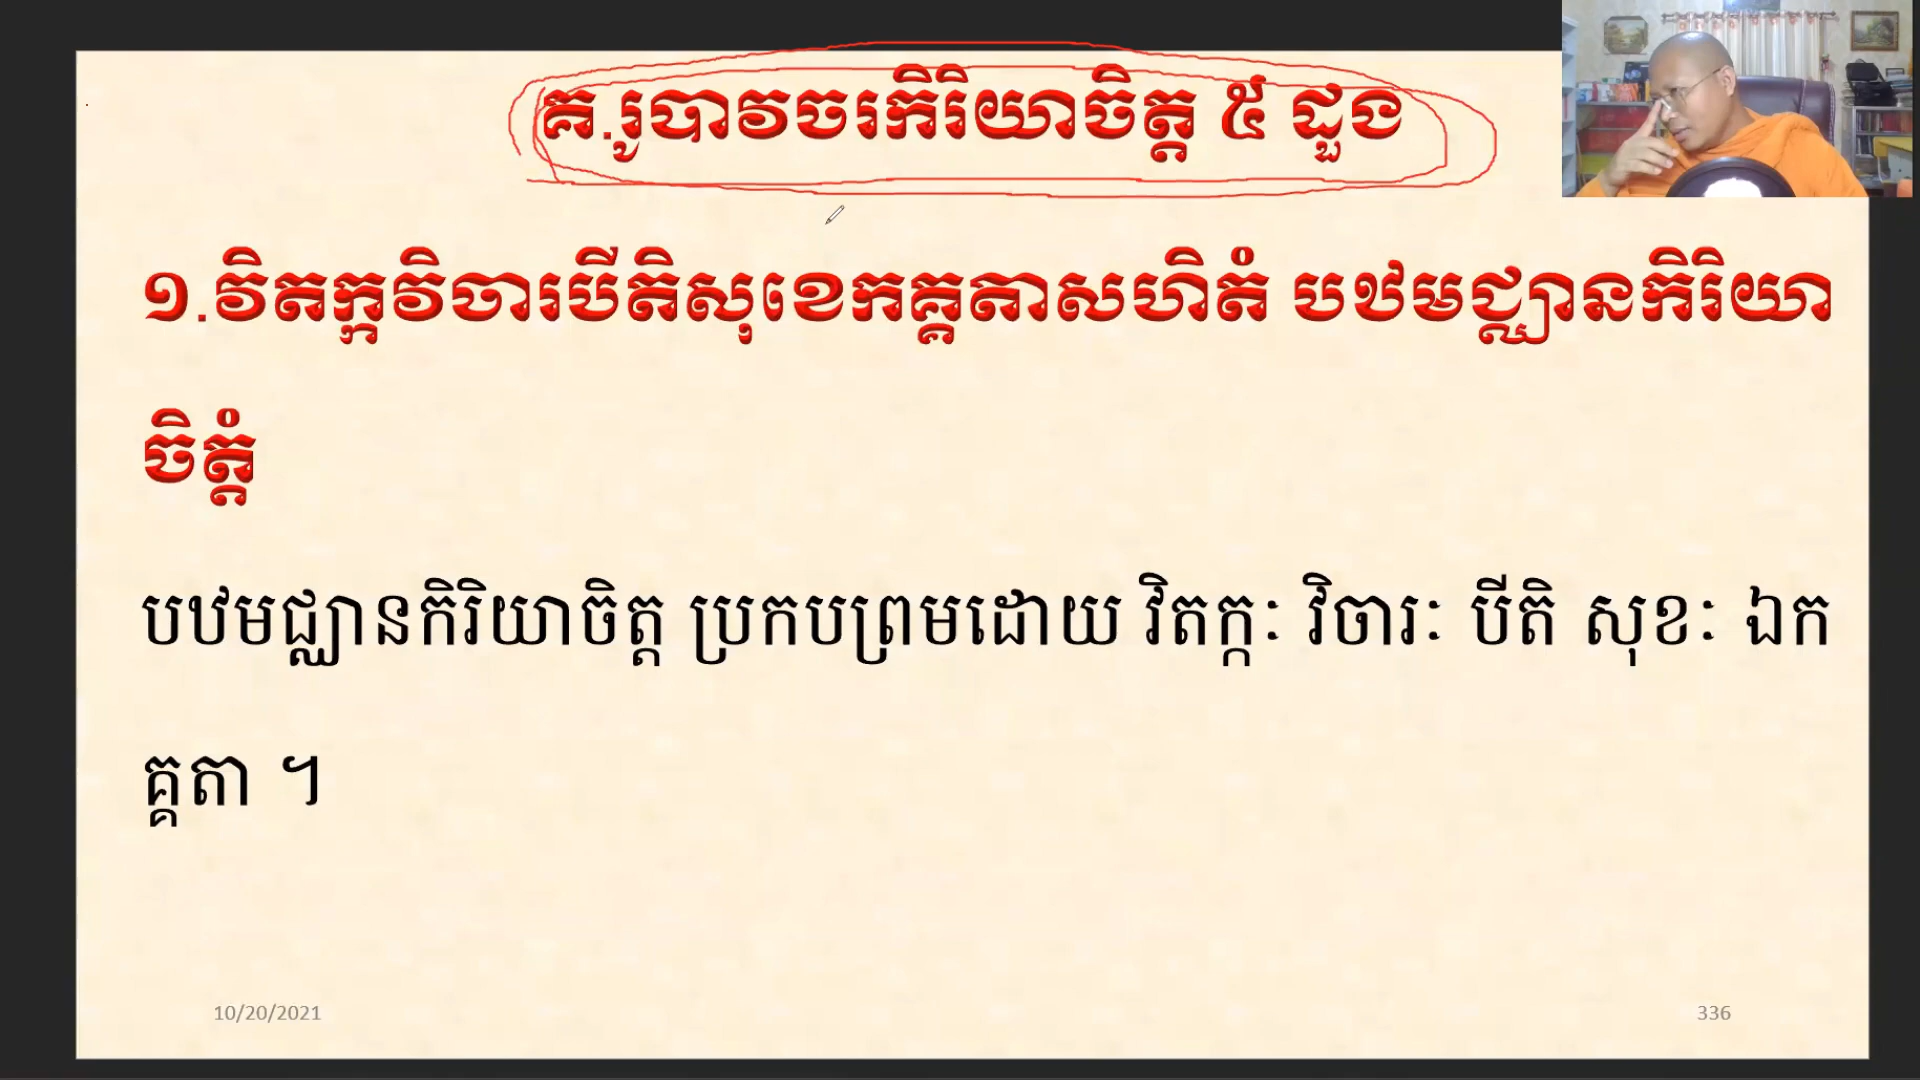 គ.រូបាវចរកិរិយាចិត្ត ៥ ដួង
១.វិតក្កវិចារបីតិសុខេកគ្គតាសហិតំ បឋមជ្ឈានកិរិយា
ចិត្តំ
បឋមជ្ឈានកិរិយាចិត្ត ប្រកបព្រមដោយ វិតក្កៈ វិចារៈ បីតិ សុខៈ ឯក
គ្គតា ។
10/20/2021
336